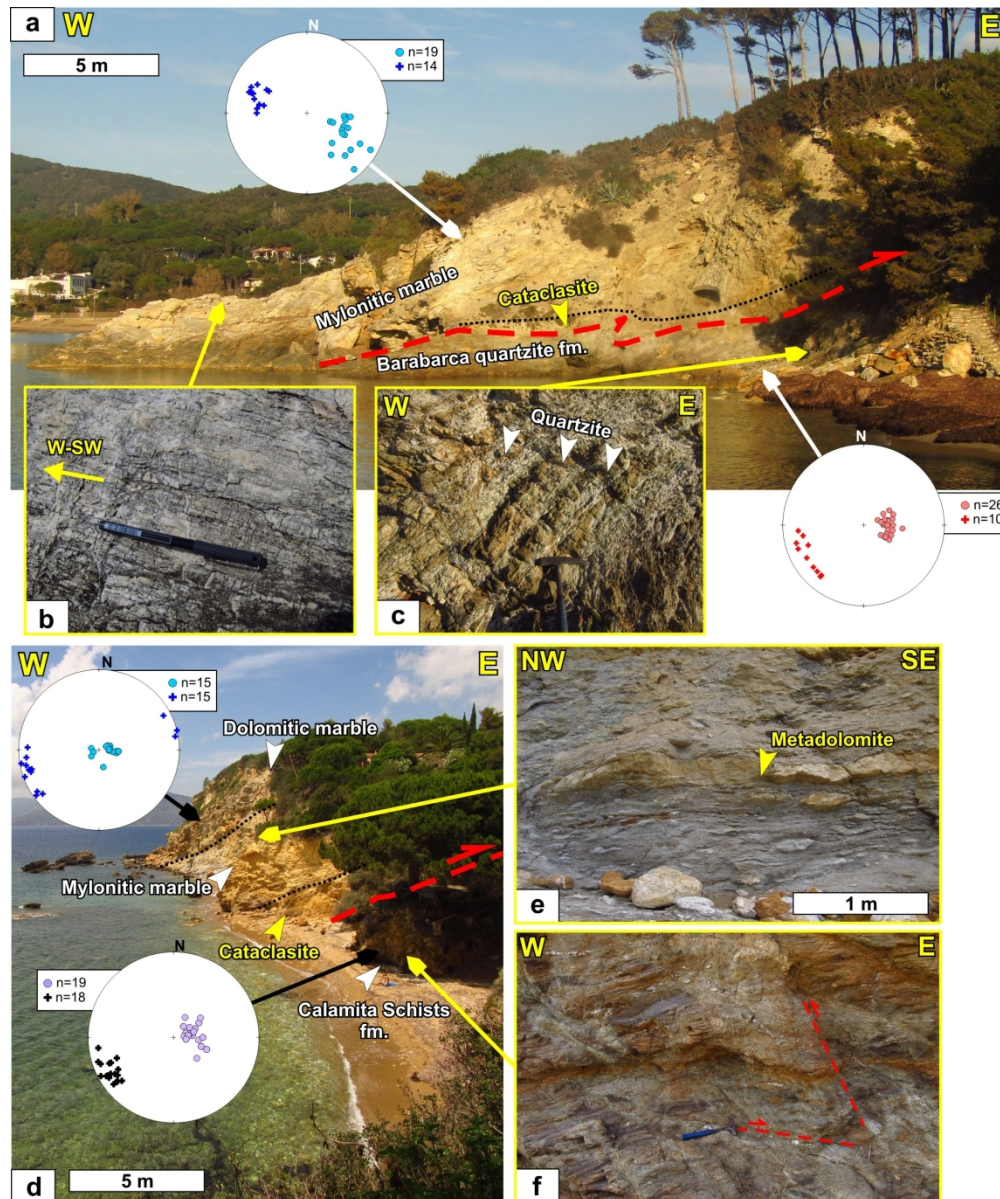 a
W
E
5 m
N
n=19
n=14
Mylonitic marble
Cataclasite
Barabarca quartzite fm.
W-SW
b
W
E
Quartzite
c
N
n=26
n=10
d
W
E
N
n=15
n=15
Dolomitic marble
Mylonitic marble
Cataclasite
N
n=19
n=18
Calamita Schists
fm.
5 m
NW
SE
Metadolomite
1 m
e
W
E
f